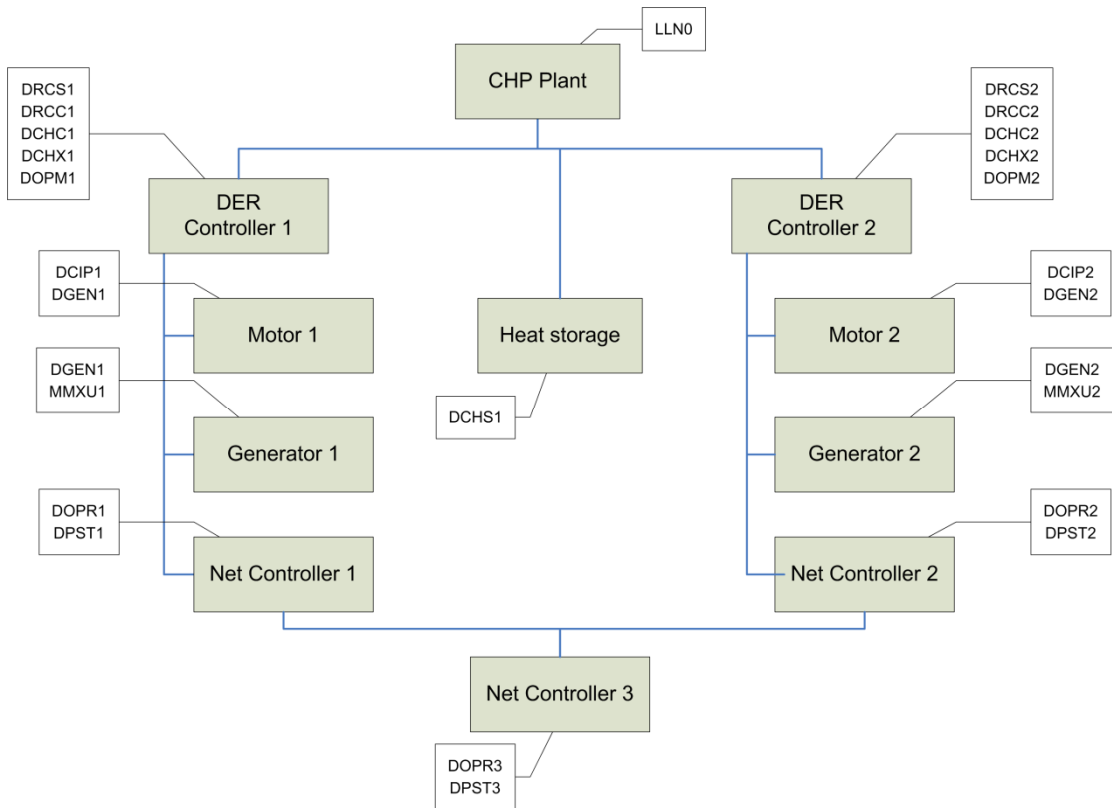 LLN0
CHP Plant
DRCS1
DRCC1
DCHC1
DCHX1
DOPM1
DRCS2
DRCC2
DCHC2
DCHX2
DOPM2
DER
Controller 1
DER
Controller 2
DCIP1
DGEN1
DCIP2
DGEN2
Motor 1
Heat storage
Motor 2
DGEN1
MMXU1
DCHS1
DGEN2
MMXU2
Generator 1
Generator 2
DOPR1
DPST1
DOPR2
DPST2
Net Controller 1
Net Controller 2
Net Controller 3
DOPR3
DPST3